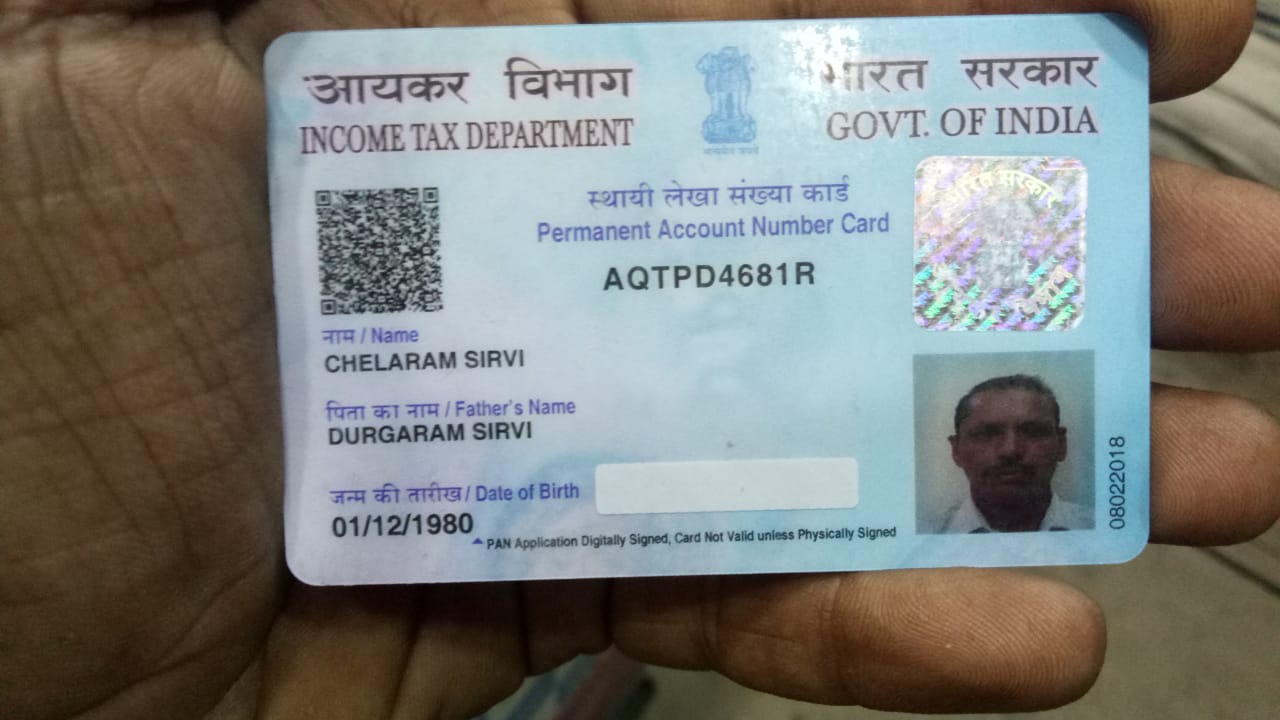 आयकर विभाग
INCOME TAX DEPARTMENT
भारत सरकार
GOVT. OF INDIA
सत्यमेव जयते
स्थायी लेखा संख्या कार्ड
Permanent Account Number Card
AQTPD4681R
भारत सरकार
नाम / Name
CHELARAM SIRVI
पिता का नाम / Father's Name
DURGARAM SIRVI
जन्म की तारीख / Date of Birth
01/12/1980
PAN Application Digitally Signed, Card Not Valid unless Physically Signed
08022018